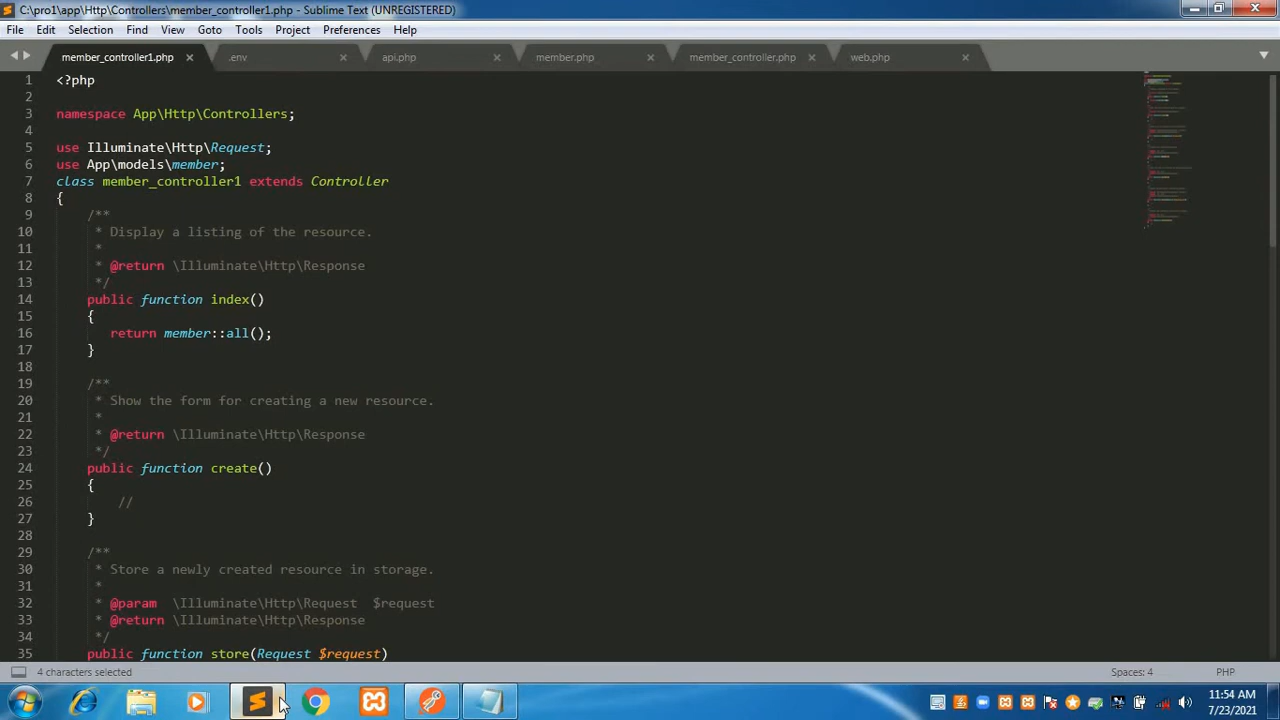 C:\pro1\app\Http\Controllers\member_controller1.php - Sublime Text (UNREGISTERED)
File Edit Selection Find View Goto Tools Project Preferences Help
member_controller1.php .env api.php member.php member_controller.php web.php
1 <?php
2
3 namespace App\Http\Controllers;
4
5 use Illuminate\Http\Request;
6 use App\models\member;
7 class member_controller1 extends Controller
8 {
9 /**
10 * Display a listing of the resource.
11 *
12 * @return \Illuminate\Http\Response
13 */
14 public function index()
15 {
16 return member::all();
17 }
18
19 /**
20 * Show the form for creating a new resource.
21 *
22 * @return \Illuminate\Http\Response
23 */
24 public function create()
25 {
26 //
27 }
28
29 /**
30 * Store a newly created resource in storage.
31 *
32 * @param  \Illuminate\Http\Request  $request
33 * @return \Illuminate\Http\Response
34 */
35 public function store(Request $request)
4 characters selected Spaces: 4 PHP
11:54 AM
7/23/2021